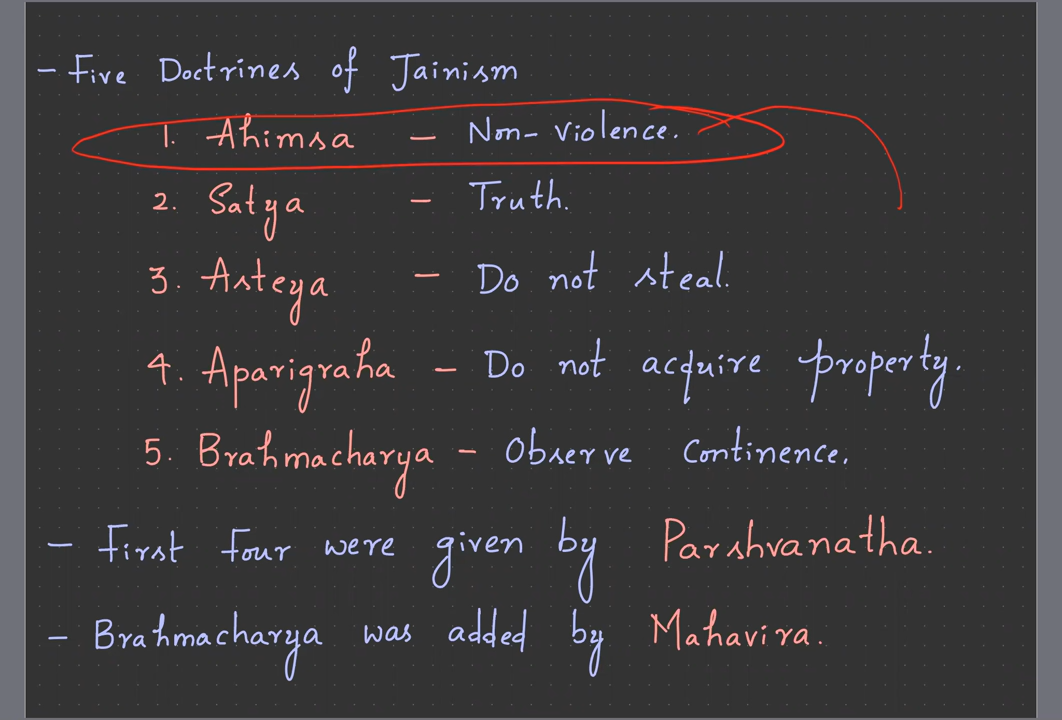 - Five Doctrines of Jainism
1. Ahimsa - Non-violence.
2. Satya - Truth.
3. Asteya - Do not steal.
4. Aparigraha - Do not acquire property.
5. Brahmacharya - Observe Continence.
- First four were given by Parshvanatha.
- Brahmacharya was added by Mahavira.